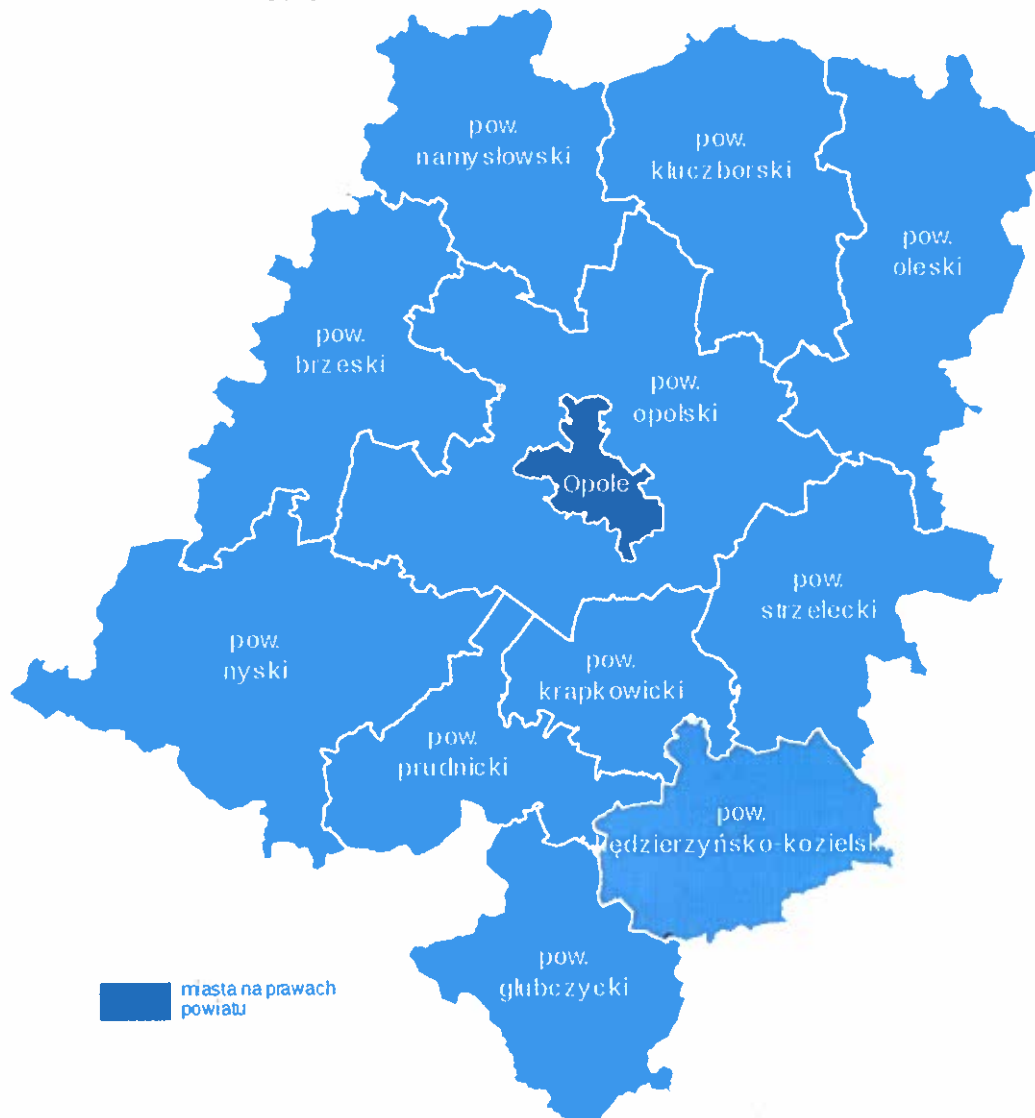 pow.
namysłowski
pow.
kluczborski
pow.
oleski
pow.
brzeski
pow.
opolski
Opole
pow.
strzelecki
pow.
nyski
pow.
krapkowicki
pow.
prudnicki
pow.
ędzierzyńsko-kozielsk
pow.
głubczycki
miasta na prawach
powiatu